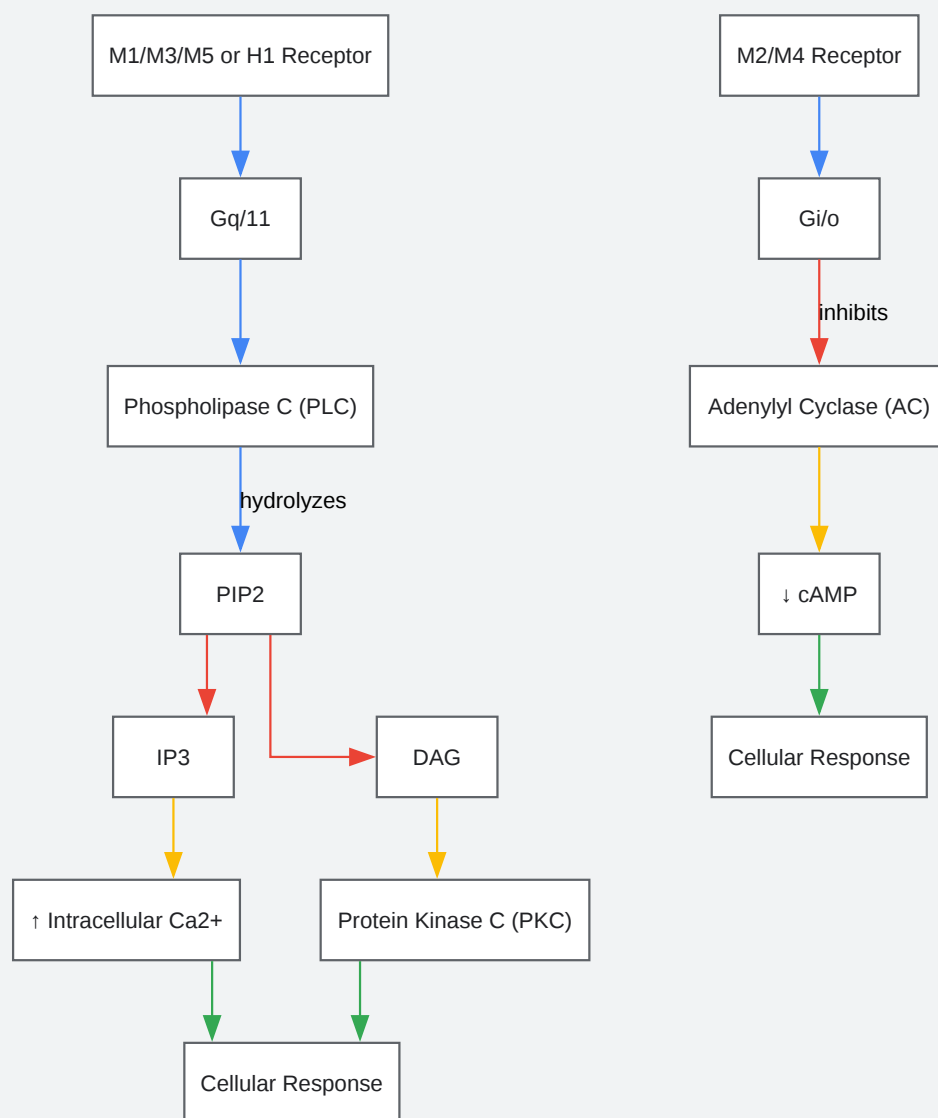 M1/M3/M5 or H1 Receptor
M2/M4 Receptor
Gq/11
Gi/o
inhibits
Phospholipase C (PLC)
Adenylyl Cyclase (AC)
hydrolyzes
PIP2
↓ cAMP
IP3
DAG
Cellular Response
↑ Intracellular Ca2+
Protein Kinase C (PKC)
Cellular Response